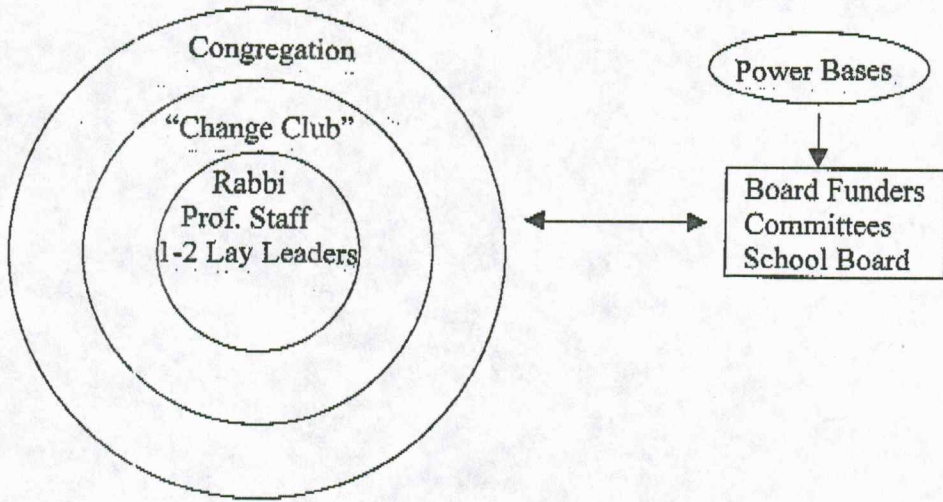 Congregation
“Change Club”
Rabbi
Prof. Staff
1-2 Lay Leaders
Power Bases
Board Funders
Committees
School Board